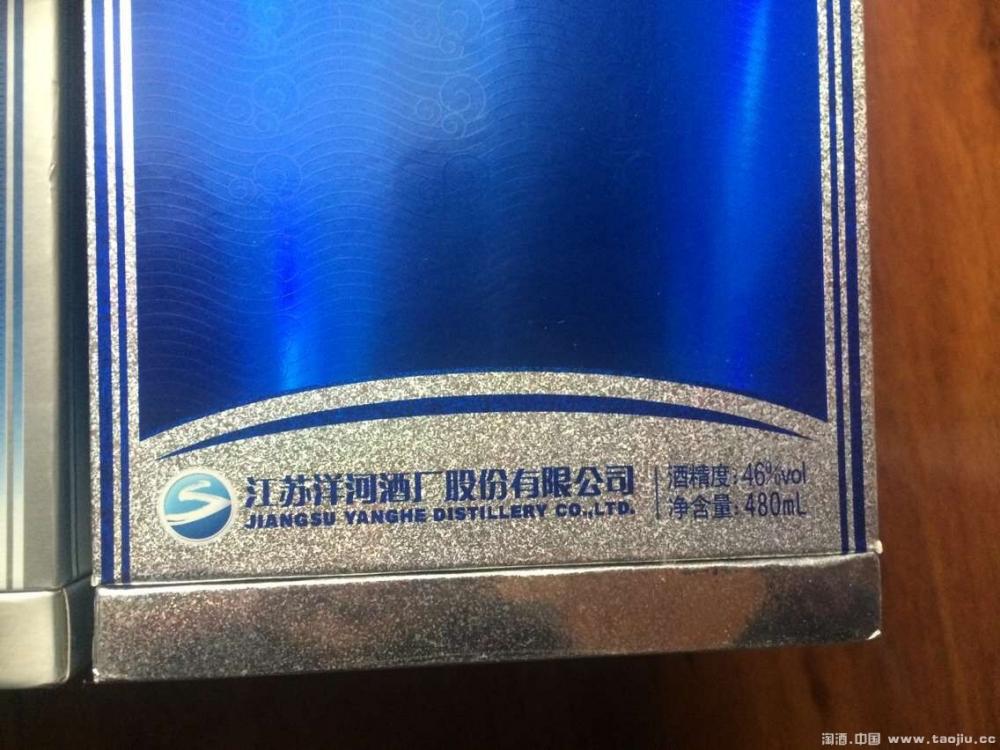 江苏洋河酒厂股份有限公司
JIANGSU YANGHE DISTILLERY CO.,LTD.
酒精度:46%vol
净含量:480mL
淘酒.中国 www.taojiu.cc